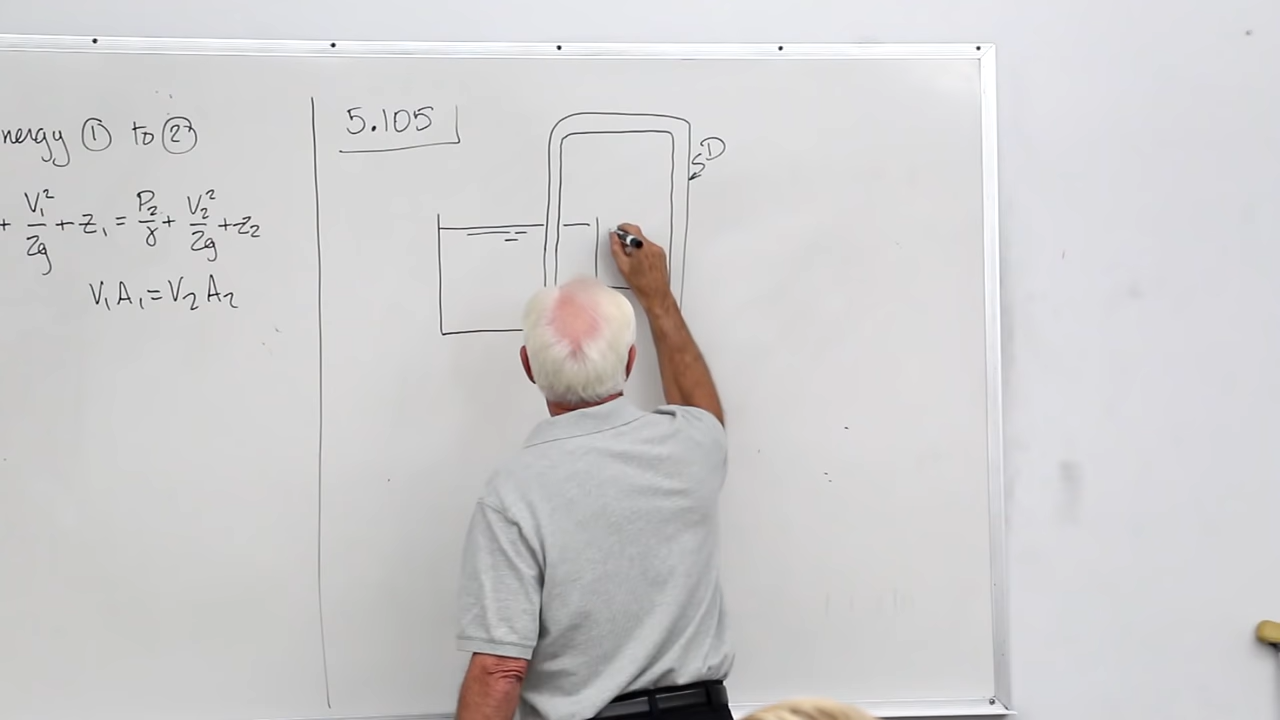 nergy ① to ②
+ V₁²/2g + z₁ = P₂/γ + V₂²/2g + z₂
V₁A₁ = V₂A₂
5.105
D